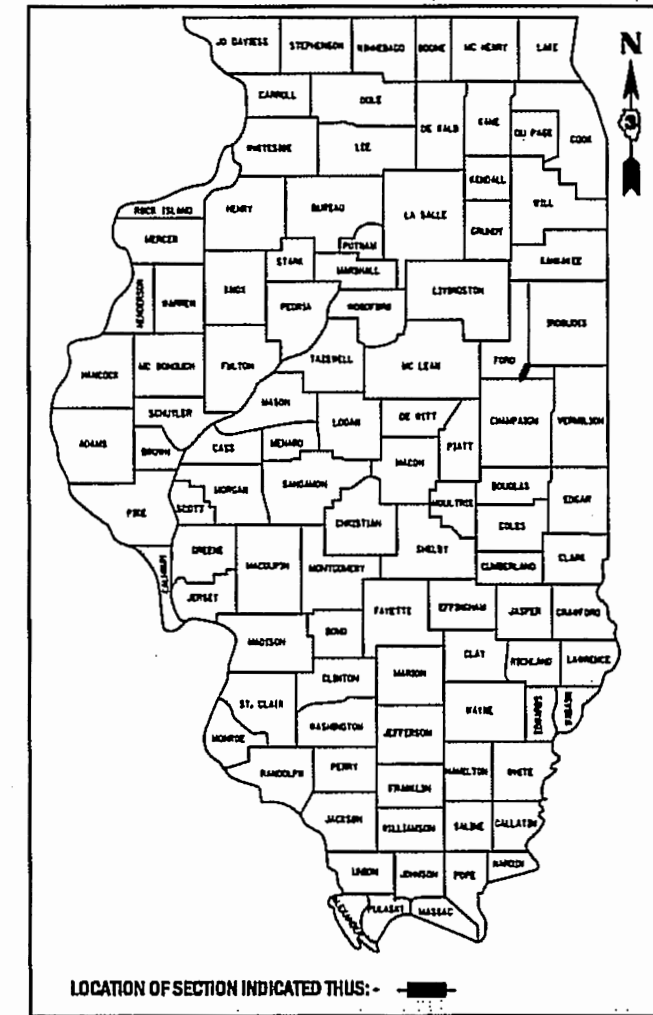 JO DAVIESS STEPHENSON WINNEBAGO BOONE MC HENRY LAKE
N
CARROLL OGLE DE KALB KANE DU PAGE COOK
WHITESIDE LEE
KENDALL
ROCK ISLAND HENRY BUREAU LA SALLE GRUNDY WILL
MERCER PUTNAM
STARK MARSHALL KANKAKEE
HENDERSON WARREN KNOX PEORIA WOODFORD LIVINGSTON IROQUOIS
HANCOCK MC DONOUGH FULTON TAZEWELL MC LEAN FORD
MASON
SCHUYLER LOGAN DE WITT CHAMPAIGN VERMILION
ADAMS BROWN CASS MENARD PIATT
MACON
MORGAN SANGAMON DOUGLAS EDGAR
PIKE SCOTT CHRISTIAN MOULTRIE COLES
GREENE MACOUPIN MONTGOMERY SHELBY CLARK
CALHOUN CUMBERLAND
JERSEY FAYETTE EFFINGHAM JASPER CRAWFORD
MADISON BOND
CLAY RICHLAND LAWRENCE
CLINTON MARION
ST. CLAIR WAYNE EDWARDS WABASH
MONROE WASHINGTON JEFFERSON
RANDOLPH PERRY HAMILTON WHITE
FRANKLIN
JACKSON WILLIAMSON SALINE GALLATIN
UNION JOHNSON POPE HARDIN
ALEXANDER PULASKI MASSAC
LOCATION OF SECTION INDICATED THUS: -